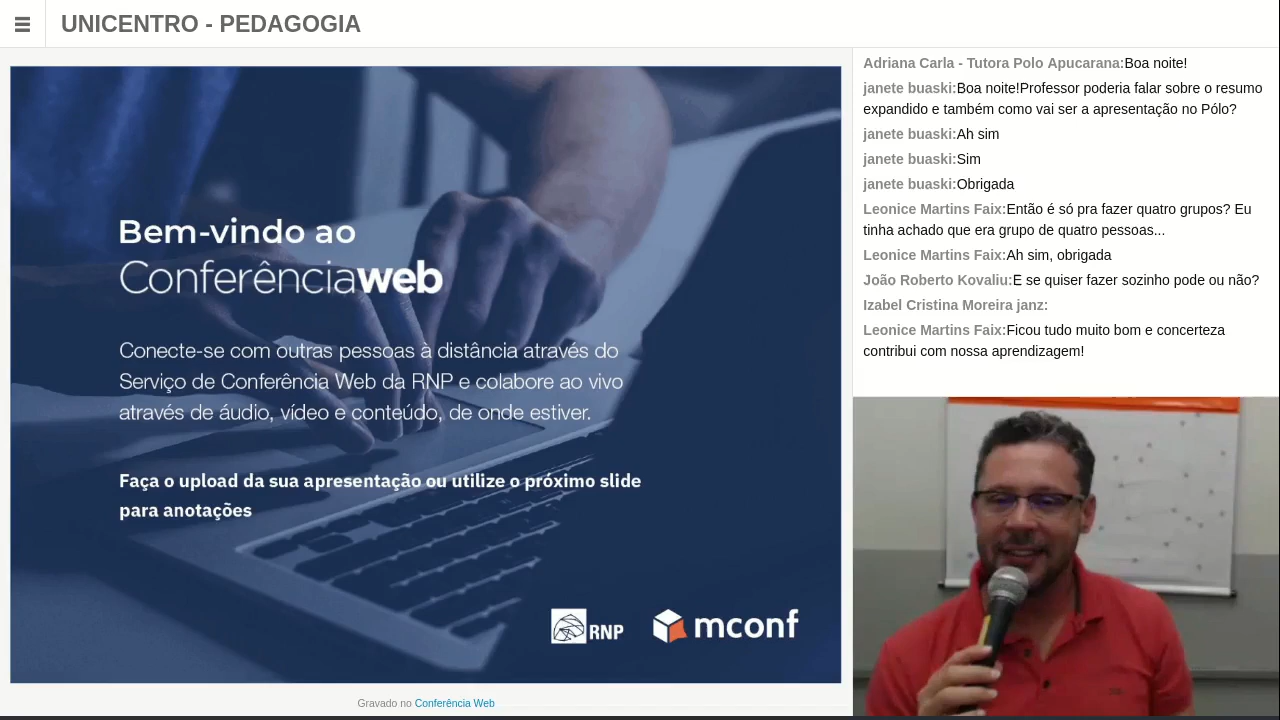 UNICENTRO - PEDAGOGIA
Bem-vindo ao
Conferênciaweb
Conecte-se com outras pessoas à distância através do
Serviço de Conferência Web da RNP e colabore ao vivo
através de áudio, vídeo e conteúdo, de onde estiver.
Faça o upload da sua apresentação ou utilize o próximo slide
para anotações
RNP
mconf
Gravado no Conferência Web
Adriana Carla - Tutora Polo Apucarana:Boa noite!
janete buaski:Boa noite!Professor poderia falar sobre o resumo
expandido e também como vai ser a apresentação no Pólo?
janete buaski:Ah sim
janete buaski:Sim
janete buaski:Obrigada
Leonice Martins Faix:Então é só pra fazer quatro grupos? Eu
tinha achado que era grupo de quatro pessoas...
Leonice Martins Faix:Ah sim, obrigada
João Roberto Kovaliu:E se quiser fazer sozinho pode ou não?
Izabel Cristina Moreira janz:
Leonice Martins Faix:Ficou tudo muito bom e concerteza
contribui com nossa aprendizagem!